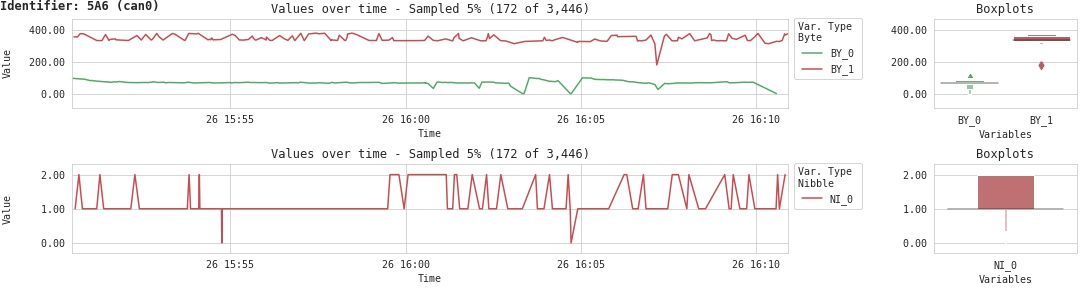 Identifier: 5A6 (can0)
Values over time - Sampled 5% (172 of 3,446)
Boxplots
Value
400.00
200.00
0.00
26 15:55
26 16:00
26 16:05
26 16:10
Time
Var. Type
Byte
BY_0
BY_1
BY_0
BY_1
Variables
Values over time - Sampled 5% (172 of 3,446)
Boxplots
Value
2.00
1.00
0.00
26 15:55
26 16:00
26 16:05
26 16:10
Time
Var. Type
Nibble
NI_0
2.00
1.00
0.00
NI_0
Variables
400.00
200.00
0.00